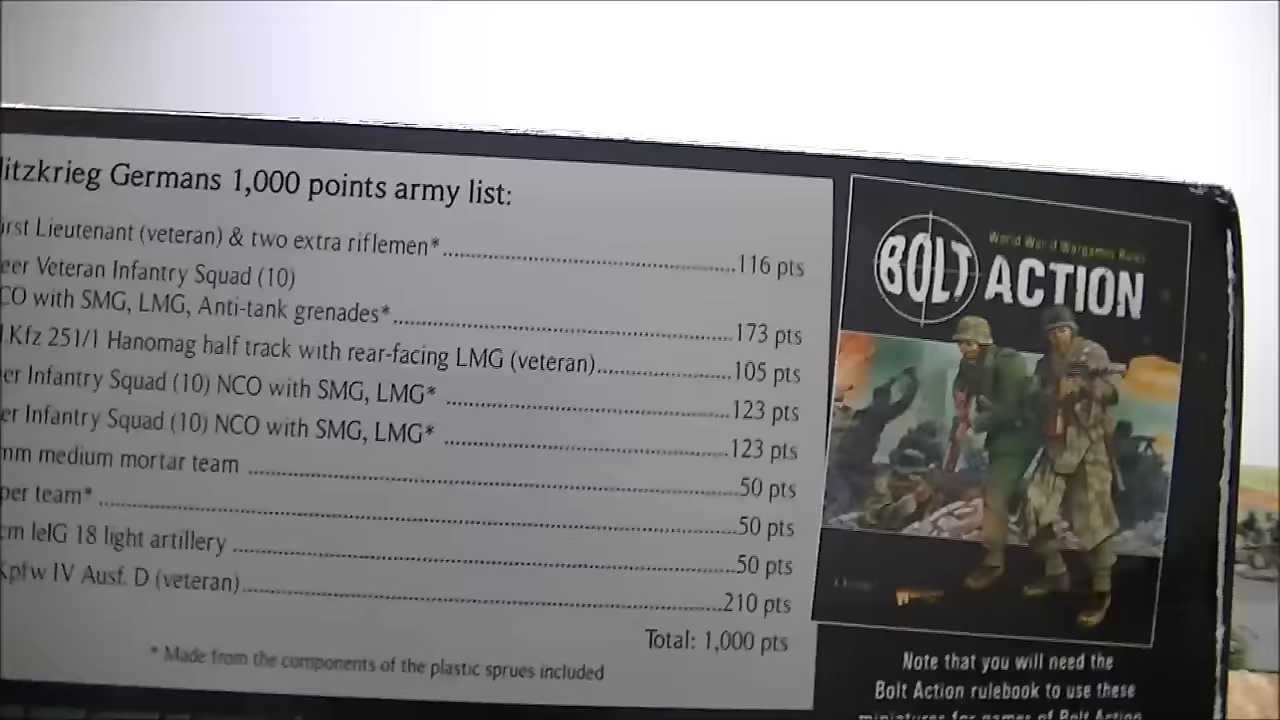 litzkrieg Germans 1,000 points army list:
irst Lieutenant (veteran) & two extra riflemen*..........116 pts
eer Veteran Infantry Squad (10)
CO with SMG, LMG, Anti-tank grenades*..........173 pts
.Kfz 251/1 Hanomag half track with rear-facing LMG (veteran)..........105 pts
er Infantry Squad (10) NCO with SMG, LMG* ..........123 pts
er Infantry Squad (10) NCO with SMG, LMG* ..........123 pts
mm medium mortar team ..........50 pts
per team* ..........50 pts
cm leIG 18 light artillery ..........50 pts
Kpfw IV Ausf. D (veteran)..........210 pts
Total: 1,000 pts
* Made from the components of the plastic sprues included
World War II Wargames Rules
BOLT ACTION
Note that you will need the
Bolt Action rulebook to use these
miniatures for games of Bolt Action